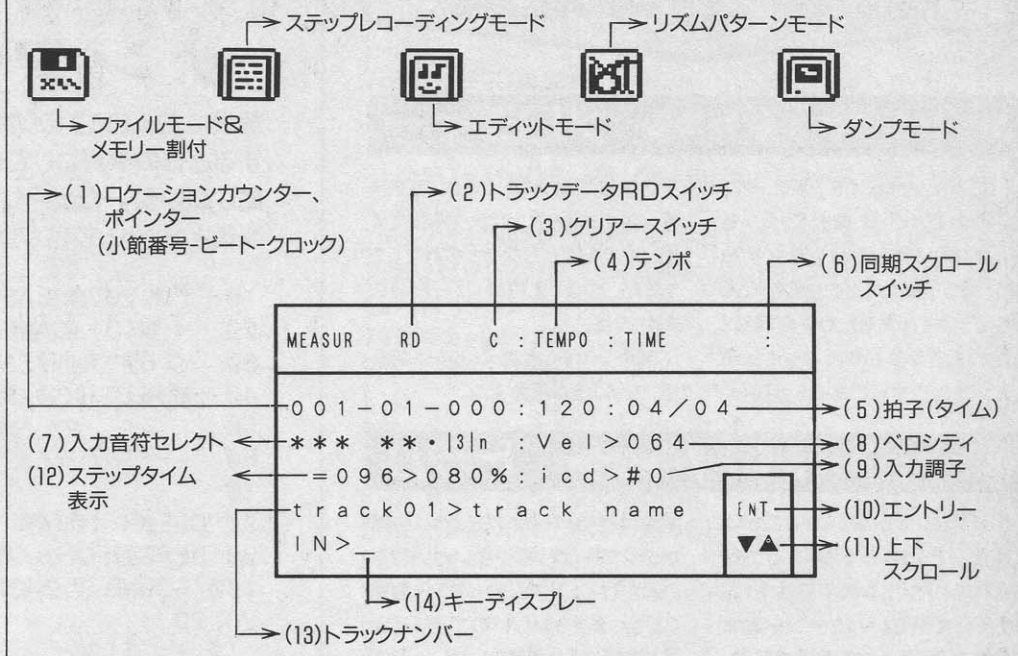 ステップレコーディングモード
リズムパターンモード
ファイルモード&
メモリー割付
エディットモード
ダンプモード
(1)ロケーションカウンター、
ポインター
(小節番号-ビート-クロック)
(2)トラックデータRDスイッチ
(3)クリアースイッチ
(4)テンポ
(6)同期スクロール
スイッチ
MEASUR RD C : TEMPO : TIME :
001-01-000:120:04/04
(5)拍子(タイム)
(7)入力音符セレクト
*** **・|3|n : Vel>064
(8)ベロシティ
(12)ステップタイム
表示
=096>080%:icd>#0
(9)入力調子
track01>track name
ENT
(10)エントリー
IN>_
▼▲
(11)上下
スクロール
(14)キーディスプレー
(13)トラックナンバー